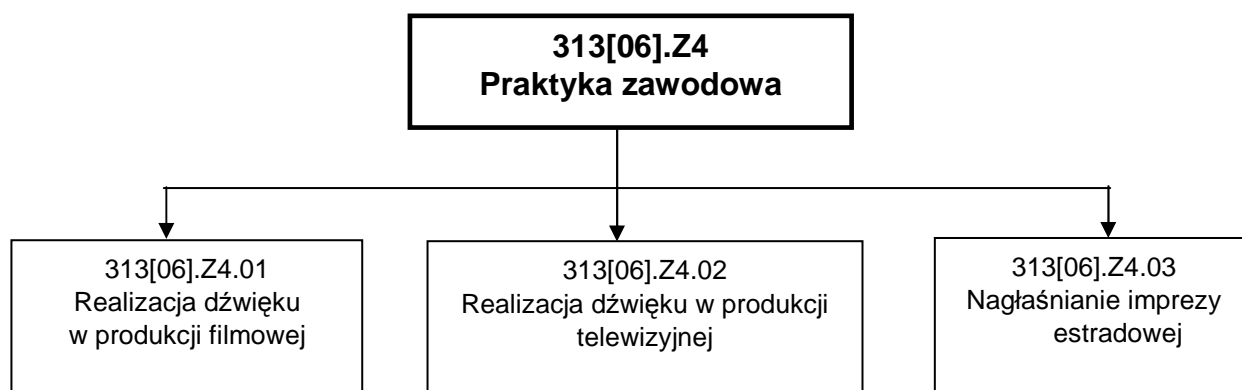 313[06].Z4
Praktyka zawodowa
313[06].Z4.01
Realizacja dźwięku
w produkcji filmowej
313[06].Z4.02
Realizacja dźwięku w produkcji
telewizyjnej
313[06].Z4.03
Nagłaśnianie imprezy
estradowej